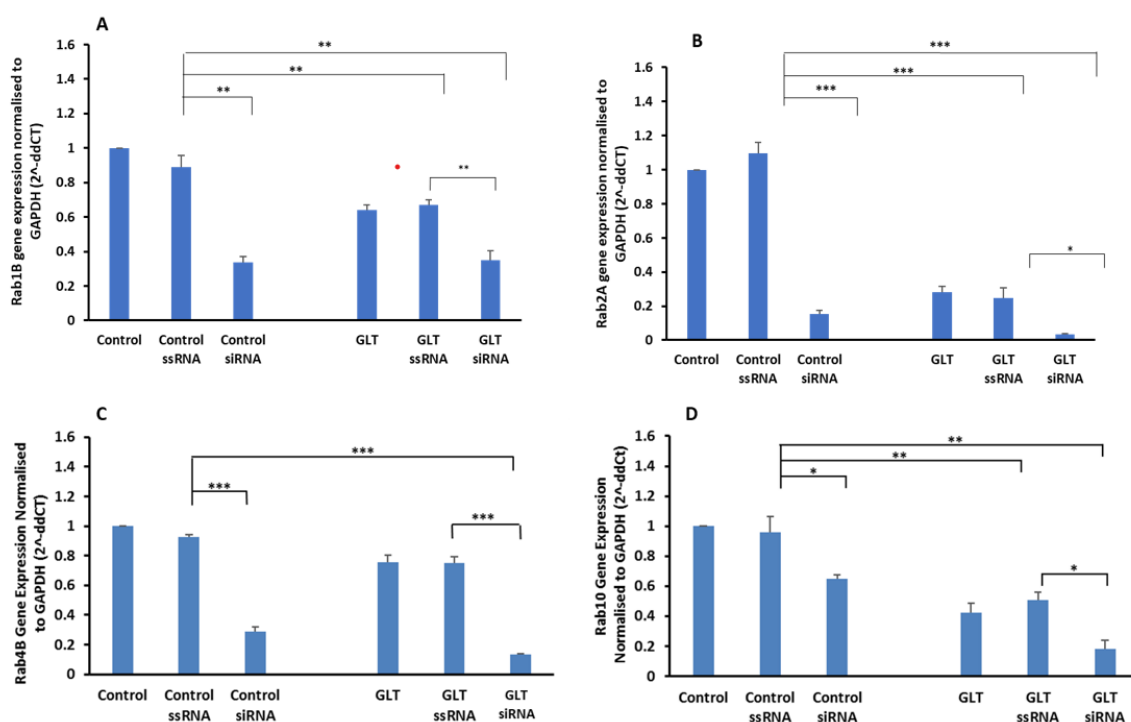 A
Rab1B gene expression normalised to
GAPDH (2^-ddCT)
1.6
1.4
1.2
1
0.8
0.6
0.4
0.2
0
**
**
**
**
Control
Control
ssRNA
Control
siRNA
GLT
GLT
ssRNA
GLT
siRNA
B
Rab2A gene expression normalised to
GAPDH (2^-ddCT)
1.6
1.4
1.2
1
0.8
0.6
0.4
0.2
0
***
***
***
*
Control
Control
ssRNA
Control
siRNA
GLT
GLT
ssRNA
GLT
siRNA
C
Rab4B Gene Expression Normalised
to GAPDH (2^-ddCT)
1.6
1.4
1.2
1
0.8
0.6
0.4
0.2
0
***
***
***
Control
Control
ssRNA
Control
siRNA
GLT
GLT
ssRNA
GLT
siRNA
D
Rab10 Gene Expression
Normalised to GAPDH (2^-ddCt)
1.6
1.4
1.2
1
0.8
0.6
0.4
0.2
0
**
**
*
*
Control
Control
ssRNA
Control
siRNA
GLT
GLT
ssRNA
GLT
siRNA